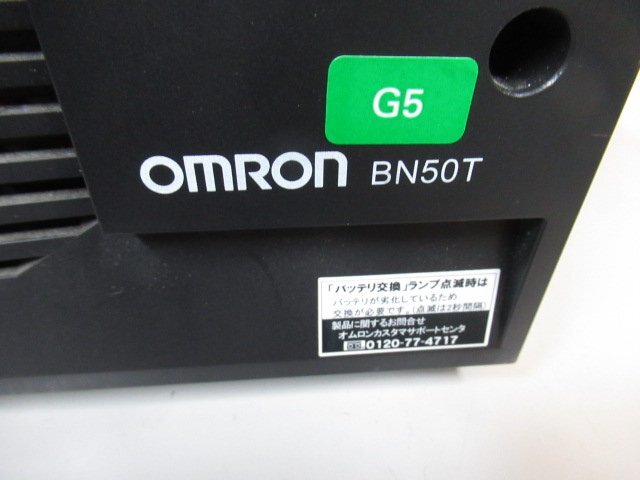 G5
OMRON BN50T
「バッテリ交換」ランプ点滅時は
バッテリが劣化しているため
交換が必要です。(点滅は2秒間隔)
製品に関するお問合せ
オムロンカスタマサポートセンタ
0120-77-4717